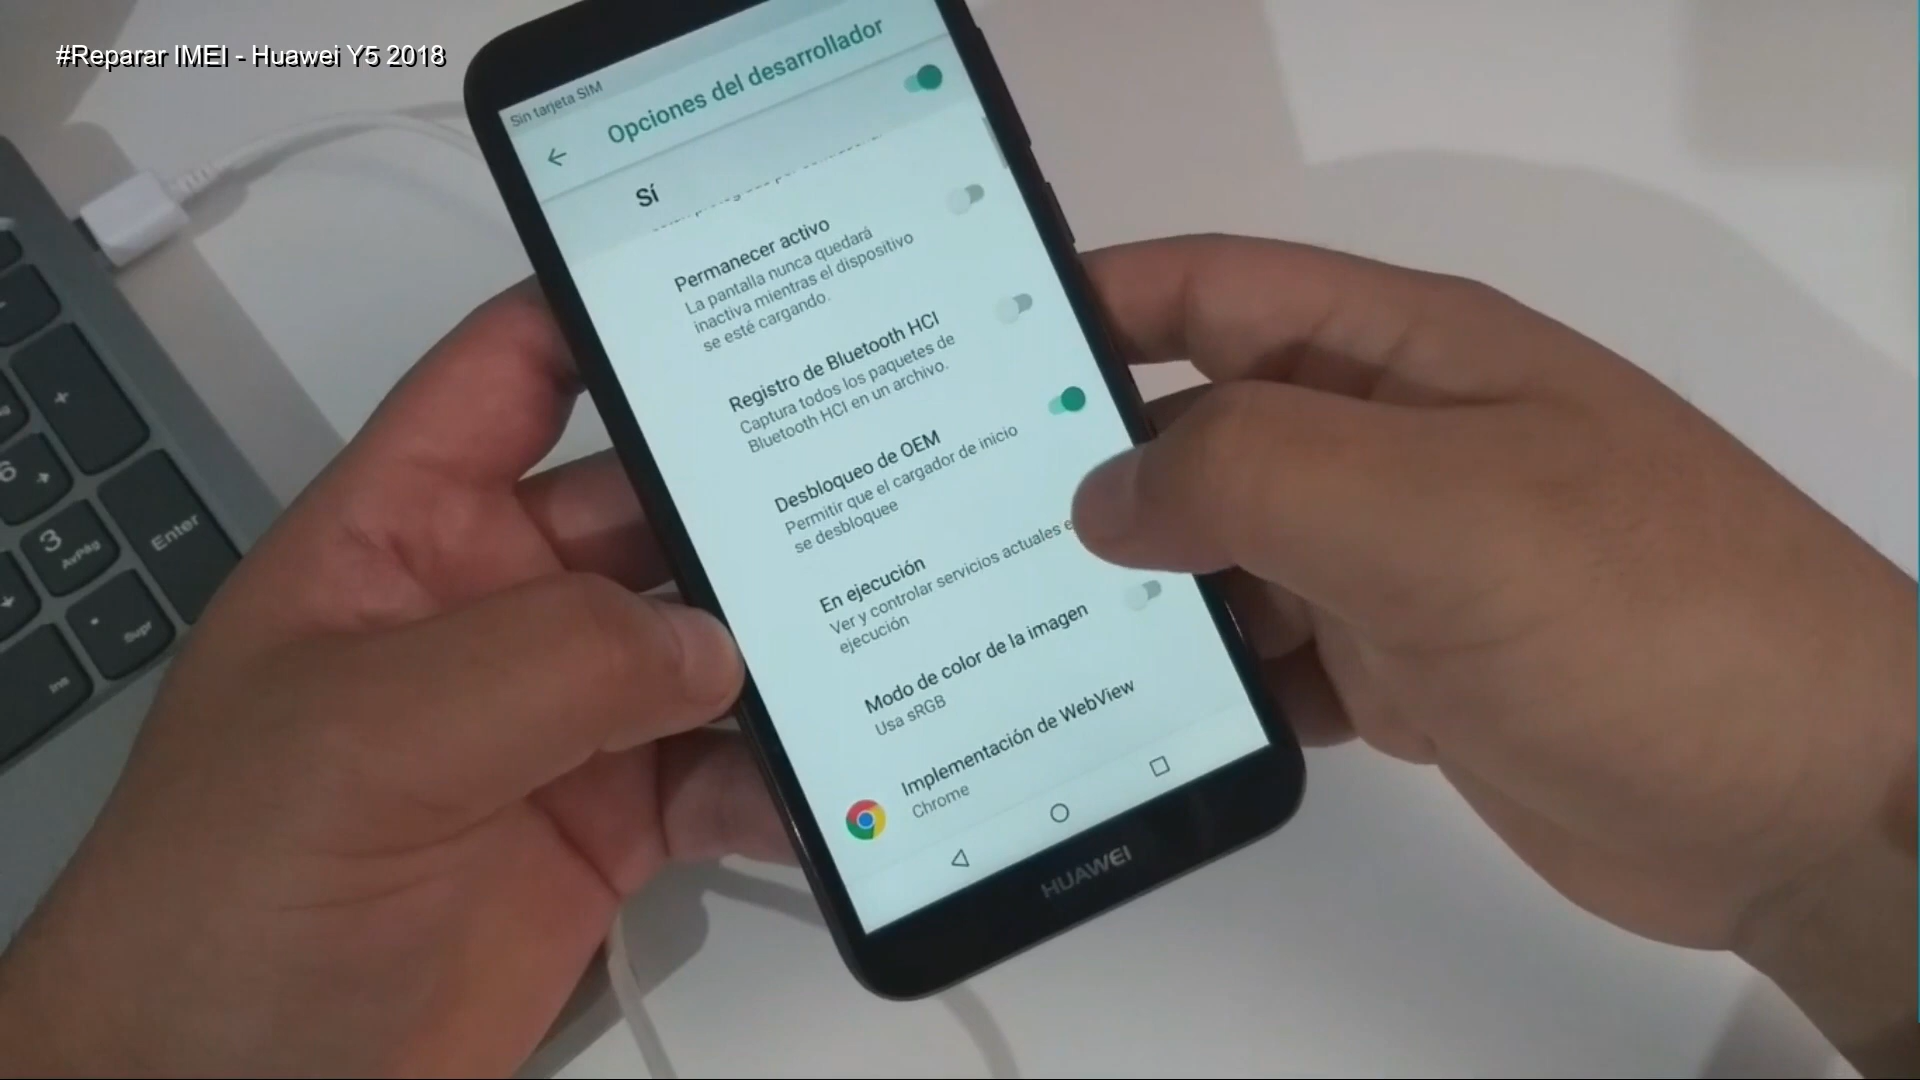 #Reparar IMEI - Huawei Y5 2018
Sin tarjeta SIM
Opciones del desarrollador
Sí
Permanecer activo
La pantalla nunca quedará
inactiva mientras el dispositivo
se esté cargando.
Registro de Bluetooth HCI
Captura todos los paquetes de
Bluetooth HCI en un archivo.
Desbloqueo de OEM
Permitir que el cargador de inicio
se desbloquee
En ejecución
Ver y controlar servicios actuales
ejecución
Modo de color de la imagen
Usa sRGB
Implementación de WebView
Chrome
HUAWEI
+
6
3
AvPág
Enter
Supr
Ins